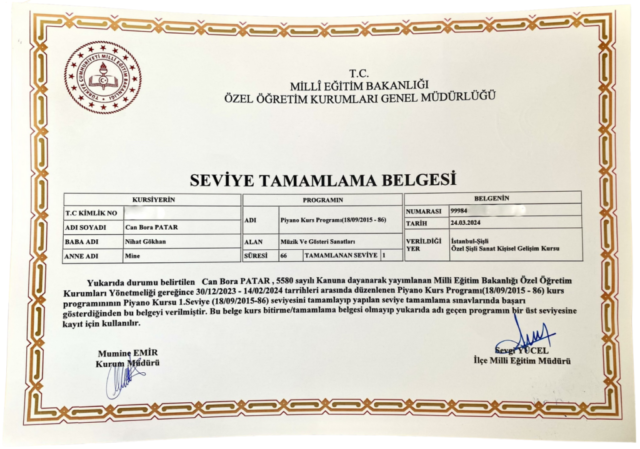 T.C.
MİLLÎ EĞİTİM BAKANLIĞI
ÖZEL ÖĞRETİM KURUMLARI GENEL MÜDÜRLÜĞÜ
SEVİYE TAMAMLAMA BELGESİ
KURSİYERİN
T.C KİMLİK NO
ADI SOYADI Can Bora PATAR
BABA ADI Nihat Gökhan
ANNE ADI Mine
PROGRAMIN
ADI Piyano Kurs Programı(18/09/2015 - 86)
ALAN Müzik Ve Gösteri Sanatları
SÜRESİ 66 TAMAMLANAN SEVİYE 1
BELGENİN
NUMARASI 99984
TARİH 24.03.2024
VERİLDİĞİ YER
İstanbul-Şişli
Özel Şişli Sanat Kişisel Gelişim Kursu
Yukarıda durumu belirtilen Can Bora PATAR , 5580 sayılı Kanuna dayanarak yayımlanan Milli Eğitim Bakanlığı Özel Öğretim
Kurumları Yönetmeliği gereğince 30/12/2023 - 14/02/2024 tarrihleri arasında düzenlenen Piyano Kurs Programı(18/09/2015 - 86) kurs
programınının Piyano Kursu 1.Seviye (18/09/2015-86) seviyesini tamamlayıp yapılan seviye tamamlama sınavlarında başarı
gösterdiğinden bu belgeyi verilmiştir. Bu belge kurs bitirme/tamamlama belgesi olmayıp yukarıda adı geçen programın bir üst seviyesine
kayıt için kullanılır.
Mumine EMİR
Kurum Müdürü
Sevgi YÜCEL
İlçe Milli Eğitim Müdürü